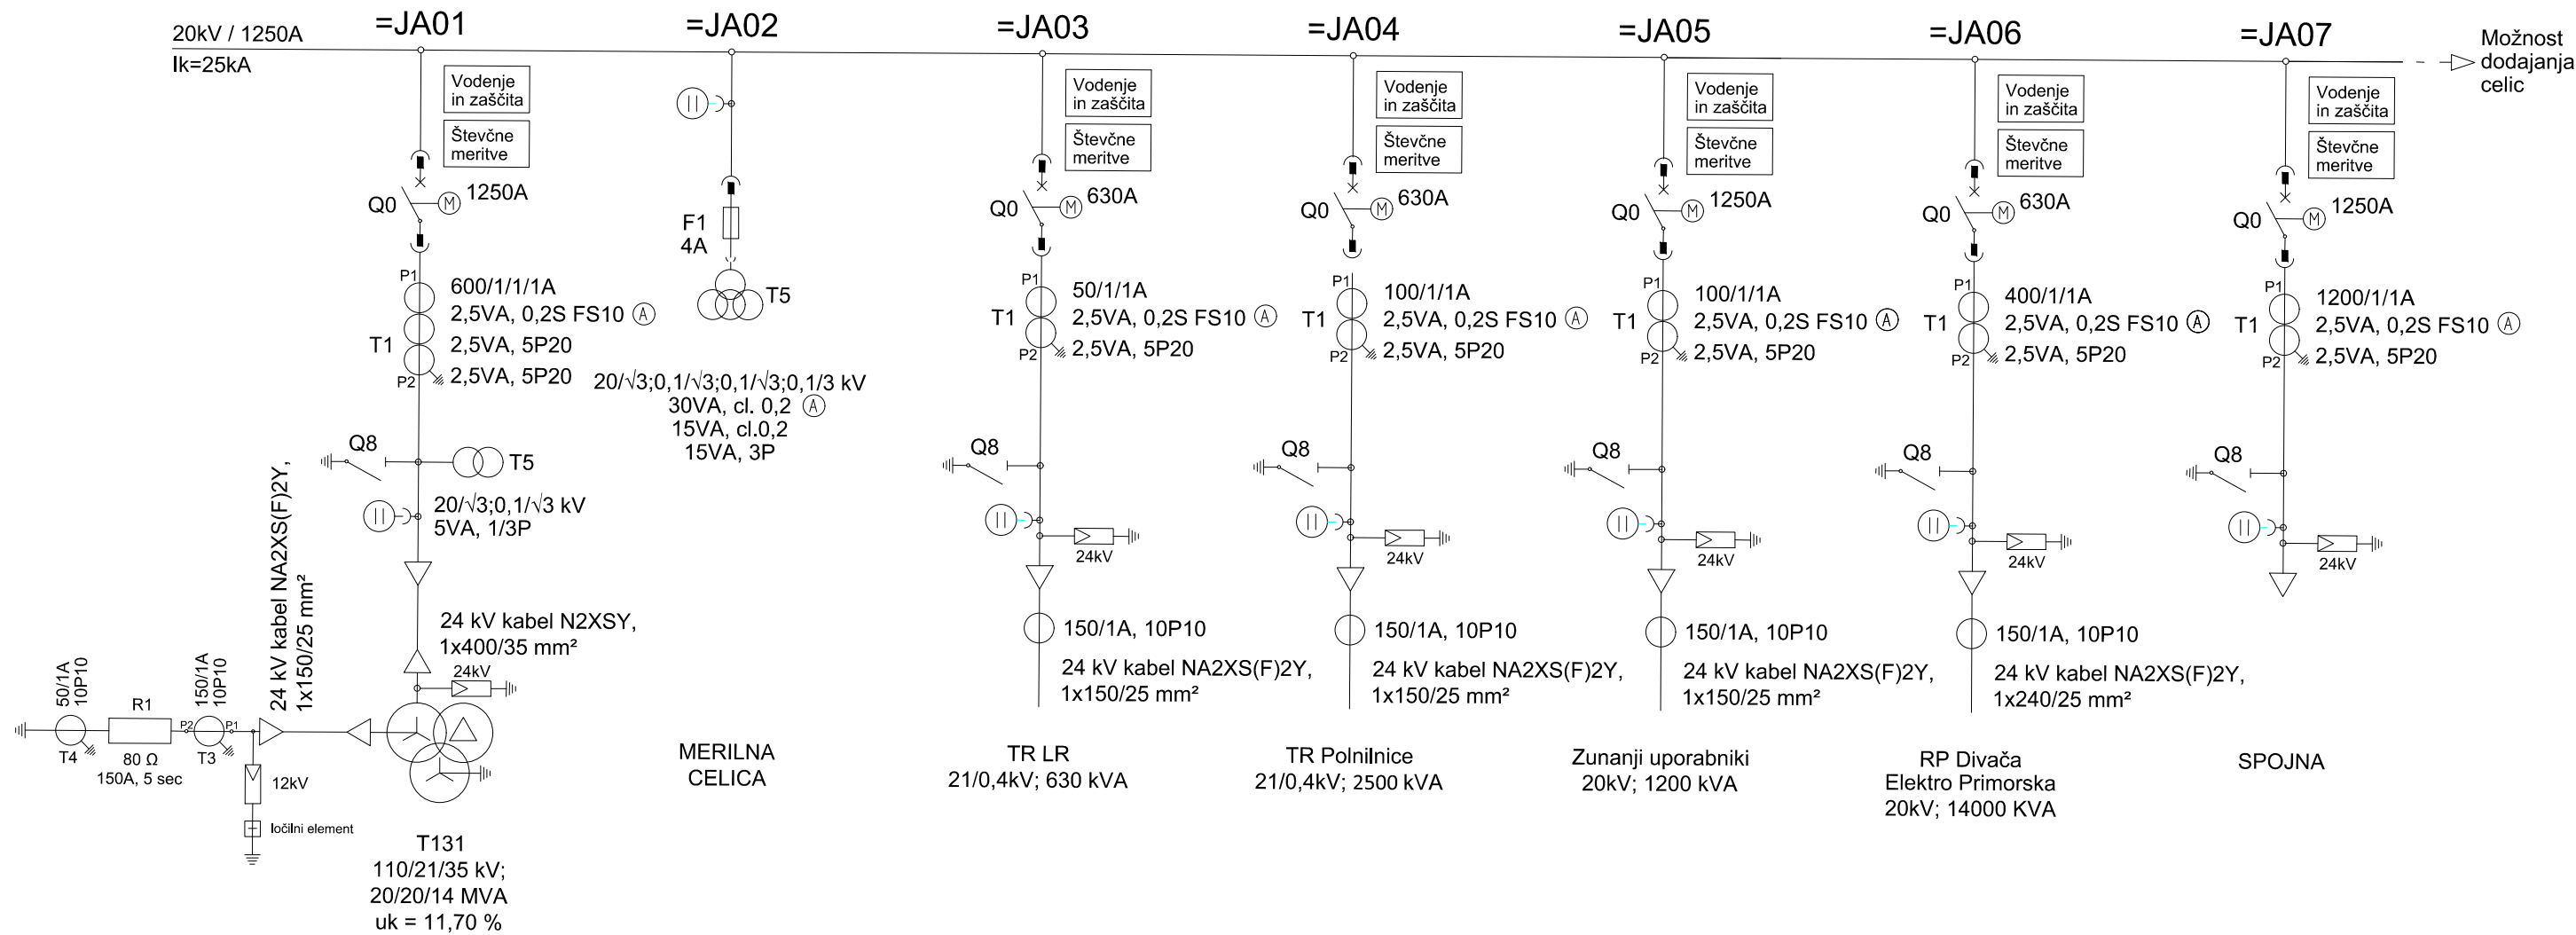 20kV / 1250A
Ik=25kA
=JA01
=JA02
=JA03
=JA04
=JA05
=JA06
=JA07
Možnost
dodajanja
celic
Vodenje
in zaščita
Števčne
meritve
Q0
M
1250A
P1
T1
P2
600/1/1/1A
2,5VA, 0,2S FS10 A
2,5VA, 5P20
2,5VA, 5P20
Q8
T5
20/√3;0,1/√3 kV
5VA, 1/3P
24 kV kabel N2XSY,
1x400/35 mm²
24kV
24 kV kabel NA2XS(F)2Y,
1x150/25 mm²
50/1A
10P10
T4
R1
80 Ω
150A, 5 sec
150/1A
10P10
P2
P1
T3
12kV
ločilni element
T131
110/21/35 kV;
20/20/14 MVA
uk = 11,70 %
F1
4A
T5
20/√3;0,1/√3;0,1/√3;0,1/3 kV
30VA, cl. 0,2 A
15VA, cl.0,2
15VA, 3P
MERILNA
CELICA
Vodenje
in zaščita
Števčne
meritve
Q0
M
630A
P1
T1
P2
50/1/1A
2,5VA, 0,2S FS10 A
2,5VA, 5P20
Q8
24kV
150/1A, 10P10
24 kV kabel NA2XS(F)2Y,
1x150/25 mm²
TR LR
21/0,4kV; 630 kVA
Vodenje
in zaščita
Števčne
meritve
Q0
M
630A
P1
T1
P2
100/1/1A
2,5VA, 0,2S FS10 A
2,5VA, 5P20
Q8
24kV
150/1A, 10P10
24 kV kabel NA2XS(F)2Y,
1x150/25 mm²
TR Polnilnice
21/0,4kV; 2500 kVA
Vodenje
in zaščita
Števčne
meritve
Q0
M
1250A
P1
T1
P2
100/1/1A
2,5VA, 0,2S FS10 A
2,5VA, 5P20
Q8
24kV
150/1A, 10P10
24 kV kabel NA2XS(F)2Y,
1x150/25 mm²
Zunanji uporabniki
20kV; 1200 kVA
Vodenje
in zaščita
Števčne
meritve
Q0
M
630A
P1
T1
P2
400/1/1A
2,5VA, 0,2S FS10 A
2,5VA, 5P20
Q8
24kV
150/1A, 10P10
24 kV kabel NA2XS(F)2Y,
1x240/25 mm²
RP Divača
Elektro Primorska
20kV; 14000 KVA
Vodenje
in zaščita
Števčne
meritve
Q0
M
1250A
P1
T1
P2
1200/1/1A
2,5VA, 0,2S FS10 A
2,5VA, 5P20
Q8
24kV
SPOJNA